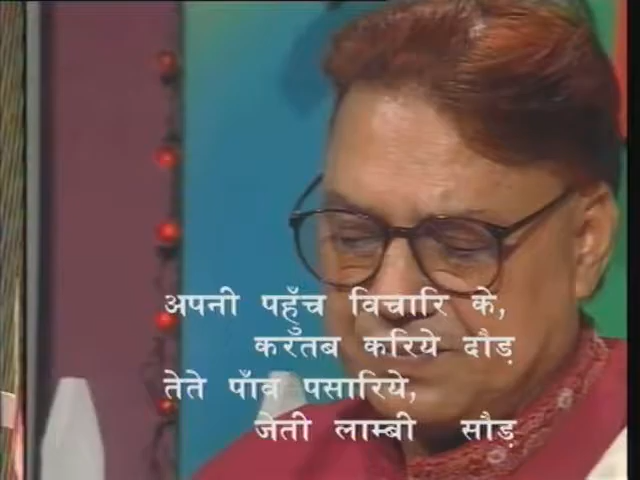 अपनी पहुँच विचारि के,
करतब करिये दौड़
तेते पाँव पसारिये,
जेती लाम्बी सौड़